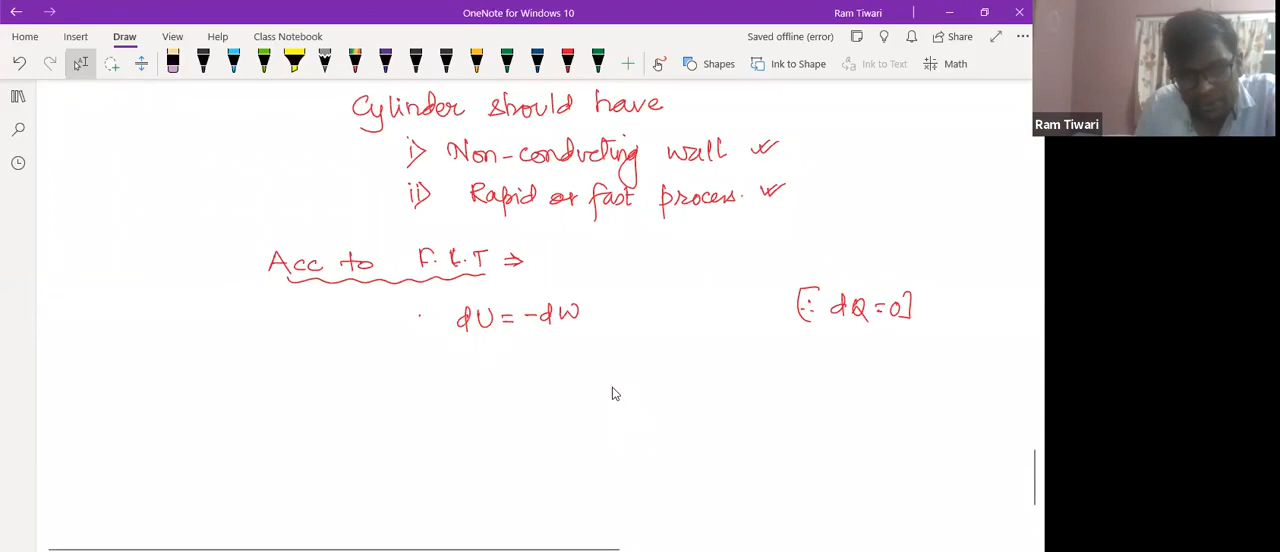 OneNote for Windows 10
Ram Tiwari
Home Insert Draw View Help Class Notebook
Saved offline (error)
Share
Shapes
Ink to Shape
Ink to Text
Math
Ram Tiwari
Cylinder should have
i) Non-conducting wall ✓
ii) Rapid or fast process. ✓
Acc to F.L.T ⇒
dU = -dW [∵ dQ = 0]